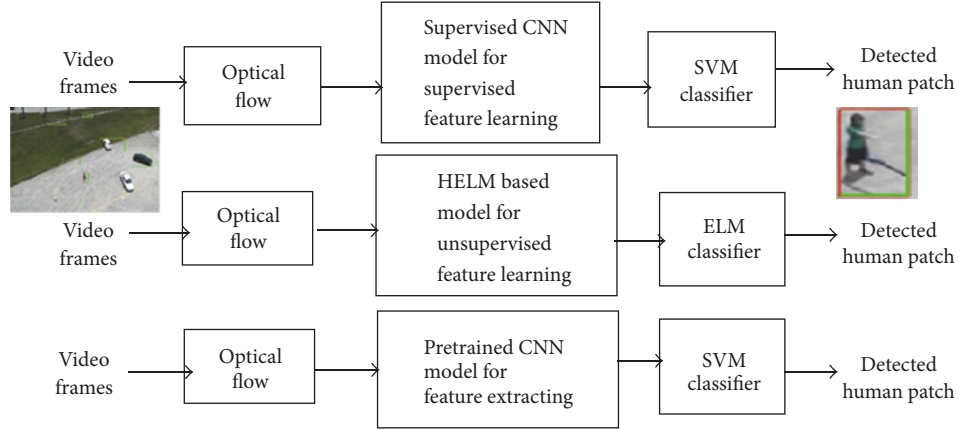 Video
frames
Optical
flow
Supervised CNN
model for
supervised
feature learning
SVM
classifier
Detected
human patch
Video
frames
Optical
flow
HELM based
model for
unsupervised
feature learning
ELM
classifier
Detected
human patch
Video
frames
Optical
flow
Pretrained CNN
model for
feature extracting
SVM
classifier
Detected
human patch